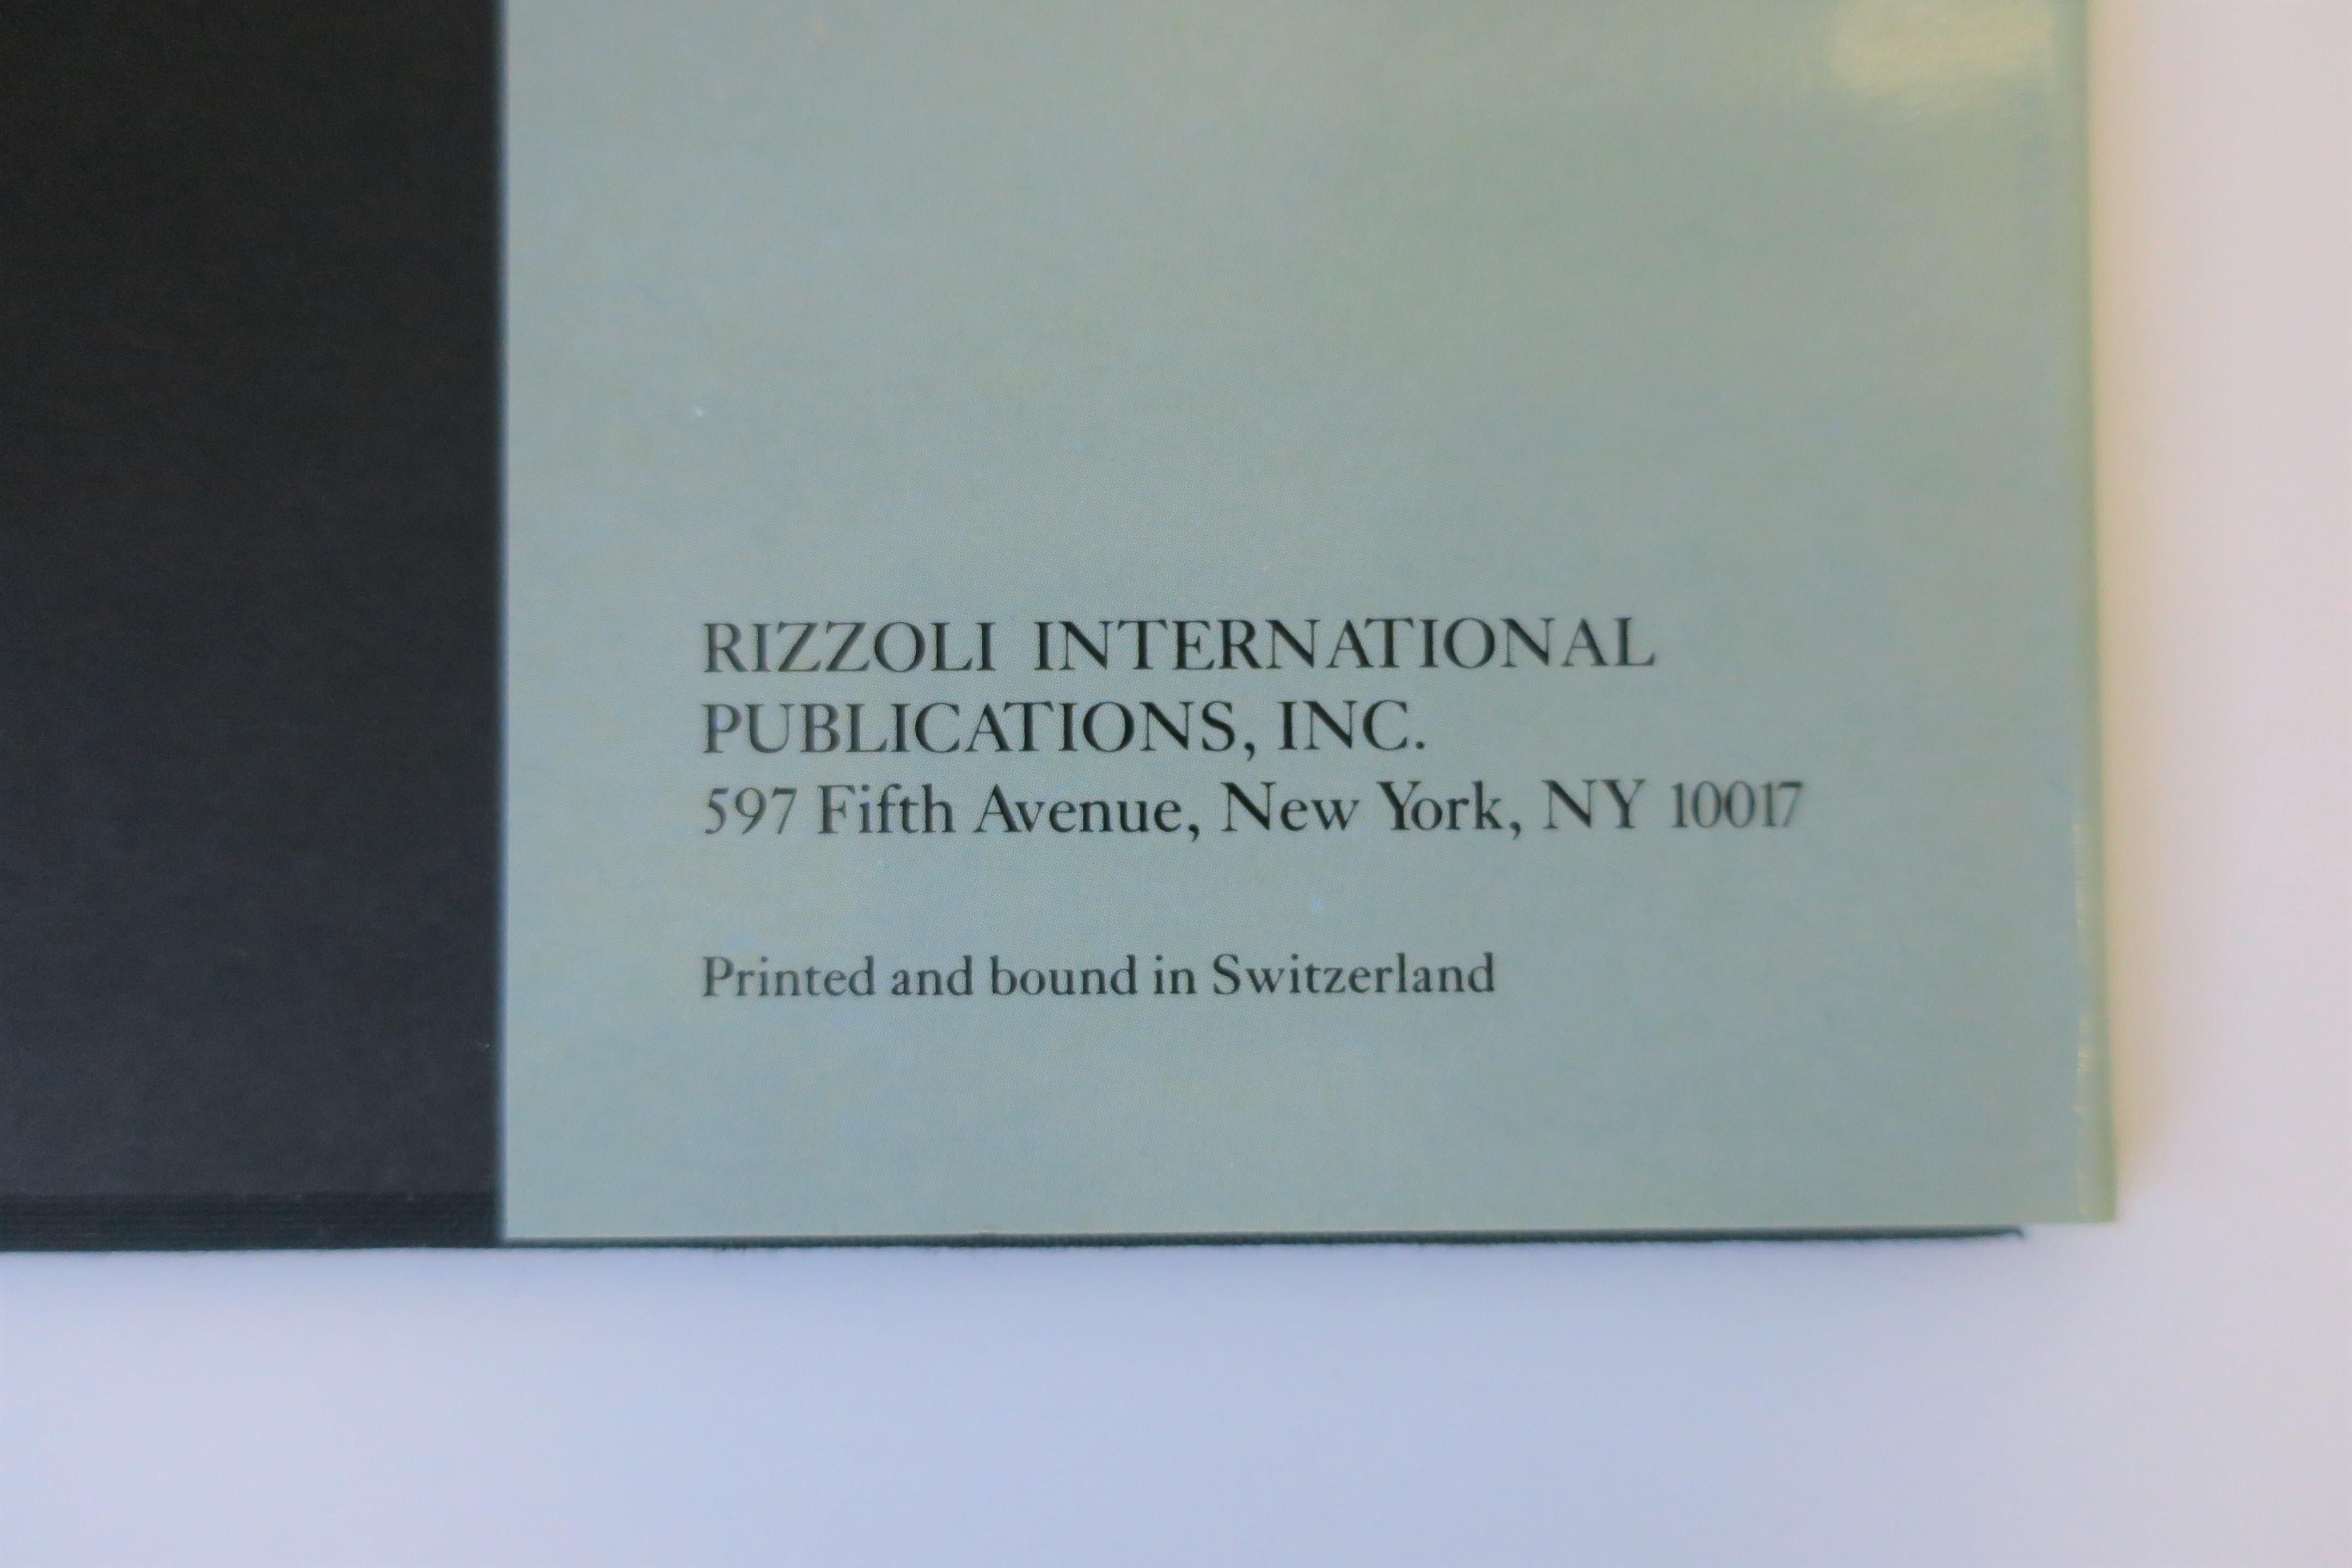 RIZZOLI INTERNATIONAL
PUBLICATIONS, INC.
597 Fifth Avenue, New York, NY 10017
Printed and bound in Switzerland